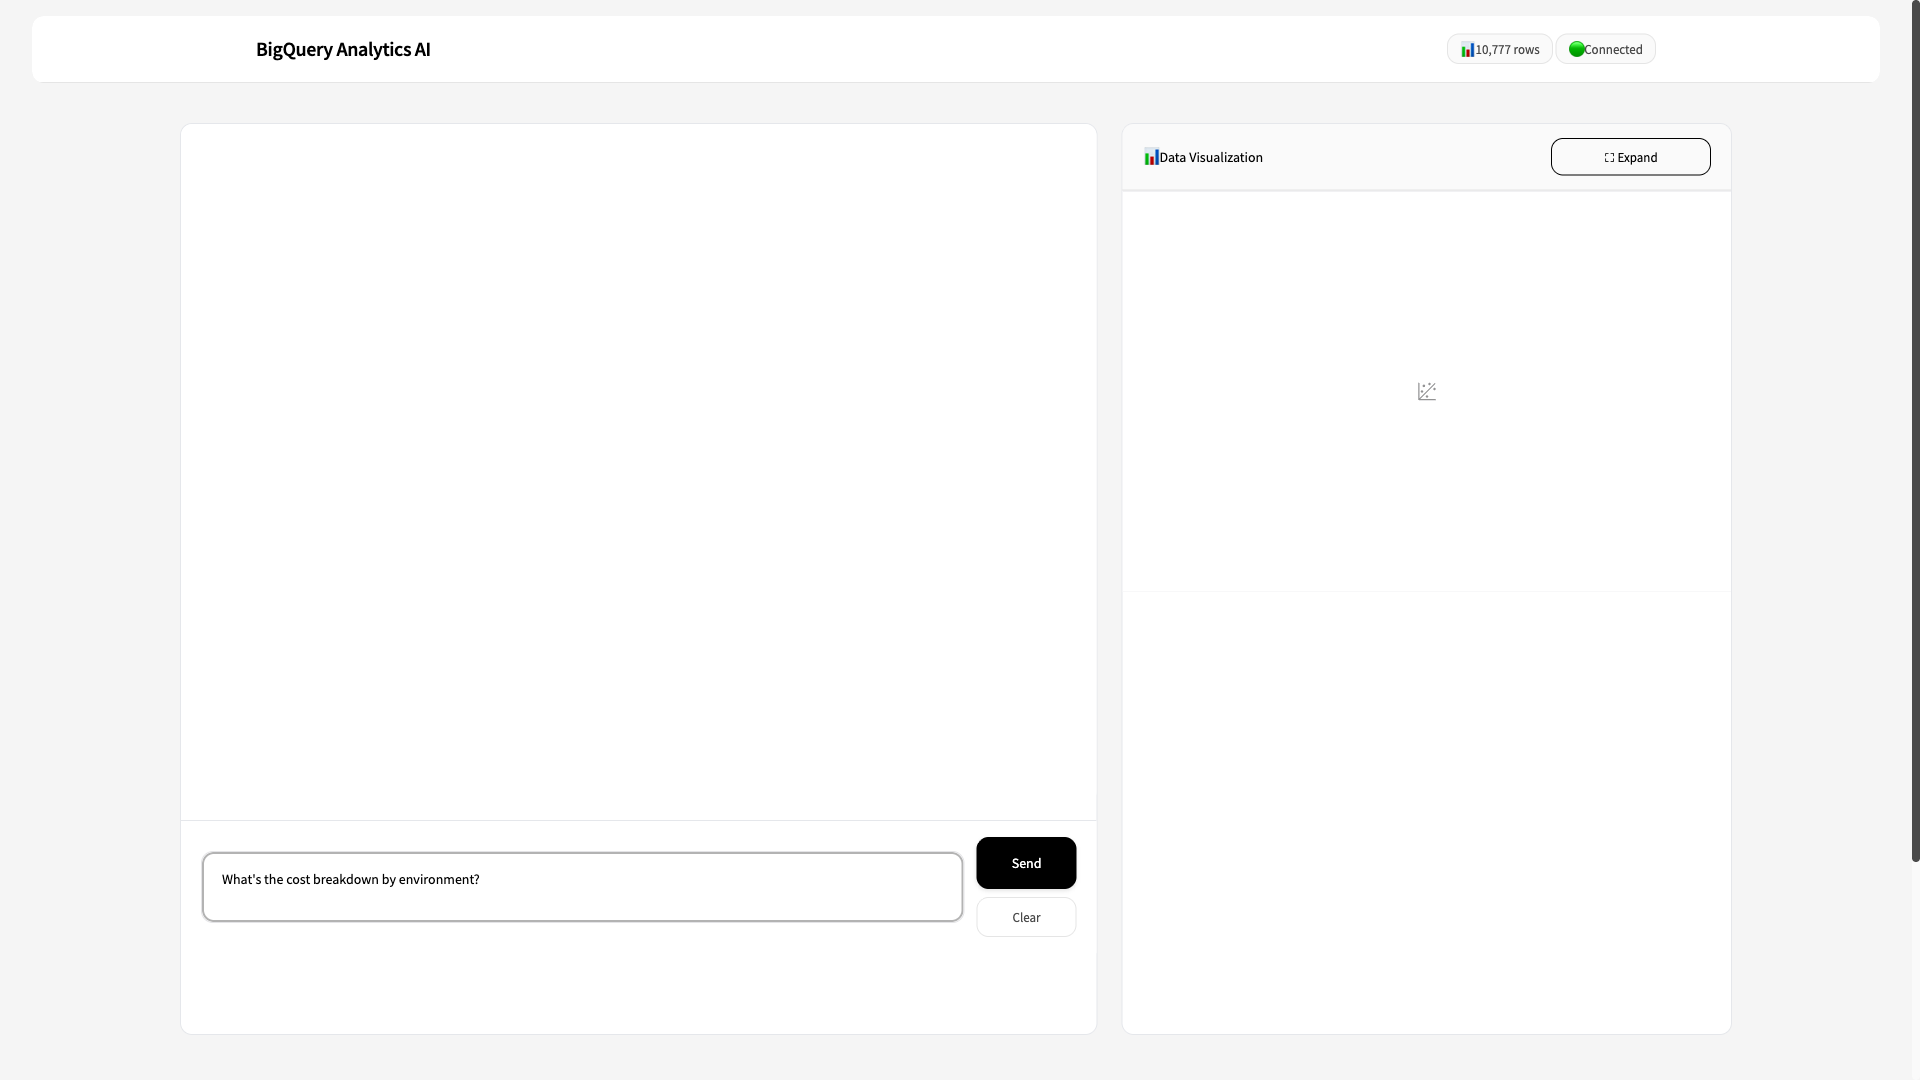 BigQuery Analytics AI
10,777 rows
Connected
Data Visualization
Expand
What's the cost breakdown by environment?
Send
Clear